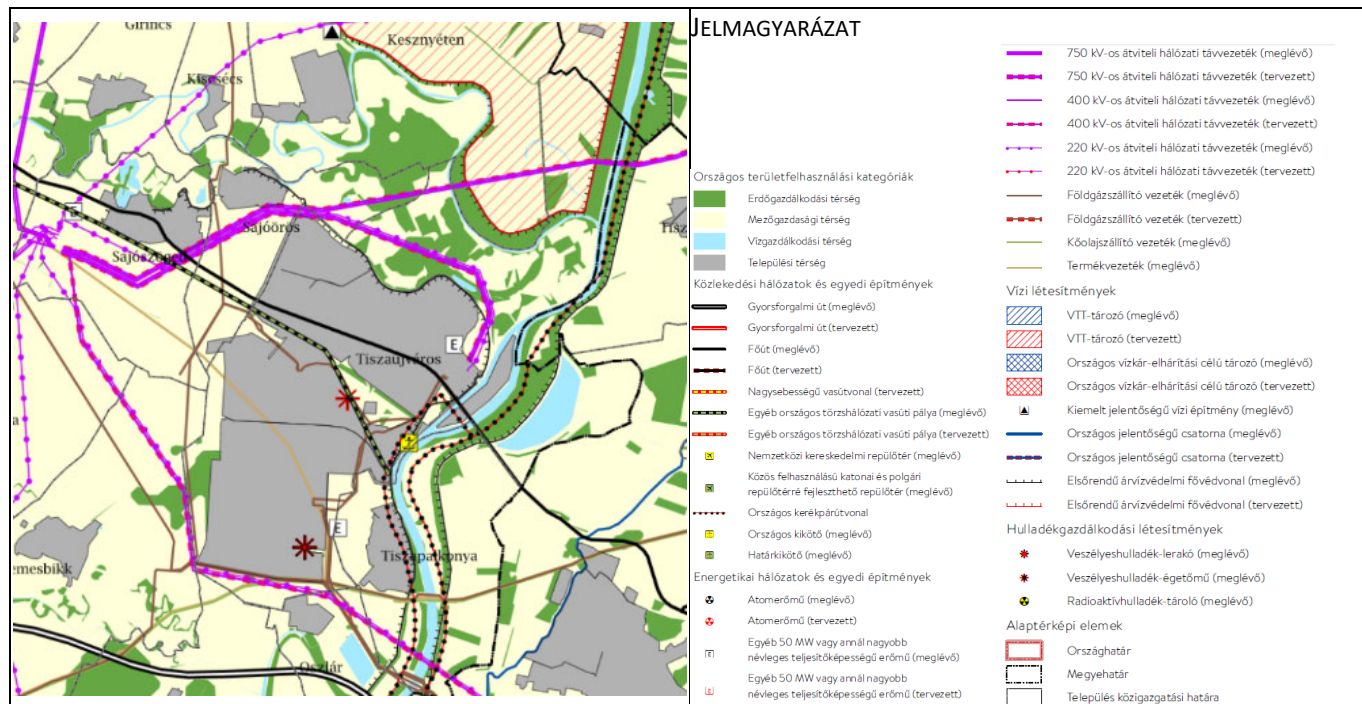 Girincs
Kesznyéten
Kiscsécs
Sajóörös
Sajószöged
E
Tiszaújváros
E
E
Tiszapalkonya
emesbikk
Oszlár
JELMAGYARÁZAT
Országos területfelhasználási kategóriák
Erdőgazdálkodási térség
Mezőgazdasági térség
Vízgazdálkodási térség
Települési térség
Közlekedési hálózatok és egyedi építmények
Gyorsforgalmi út (meglévő)
Gyorsforgalmi út (tervezett)
Főút (meglévő)
Főút (tervezett)
Nagysebességű vasútvonal (tervezett)
Egyéb országos törzshálózati vasúti pálya (meglévő)
Egyéb országos törzshálózati vasúti pálya (tervezett)
Nemzetközi kereskedelmi repülőtér (meglévő)
Közös felhasználású katonai és polgári
repülőtérré fejleszthető repülőtér (meglévő)
Országos kerékpárútvonal
Országos kikötő (meglévő)
Határkikötő (meglévő)
Energetikai hálózatok és egyedi építmények
Atomerőmű (meglévő)
Atomerőmű (tervezett)
E
Egyéb 50 MW vagy annál nagyobb
névleges teljesítőképességű erőmű (meglévő)
E
Egyéb 50 MW vagy annál nagyobb
névleges teljesítőképességű erőmű (tervezett)
750 kV-os átviteli hálózati távvezeték (meglévő)
750 kV-os átviteli hálózati távvezeték (tervezett)
400 kV-os átviteli hálózati távvezeték (meglévő)
400 kV-os átviteli hálózati távvezeték (tervezett)
220 kV-os átviteli hálózati távvezeték (meglévő)
220 kV-os átviteli hálózati távvezeték (tervezett)
Földgázszállító vezeték (meglévő)
Földgázszállító vezeték (tervezett)
Kőolajszállító vezeték (meglévő)
Termékvezeték (meglévő)
Vízi létesítmények
VTT-tározó (meglévő)
VTT-tározó (tervezett)
Országos vízkár-elhárítási célú tározó (meglévő)
Országos vízkár-elhárítási célú tározó (tervezett)
Kiemelt jelentőségű vízi építmény (meglévő)
Országos jelentőségű csatorna (meglévő)
Országos jelentőségű csatorna (tervezett)
Elsőrendű árvízvédelmi fővédvonal (meglévő)
Elsőrendű árvízvédelmi fővédvonal (tervezett)
Hulladékgazdálkodási létesítmények
Veszélyeshulladék-lerakó (meglévő)
Veszélyeshulladék-égetőmű (meglévő)
Radioaktívhulladék-tároló (meglévő)
Alaptérképi elemek
Országhatár
Megyehatár
Település közigazgatási határa